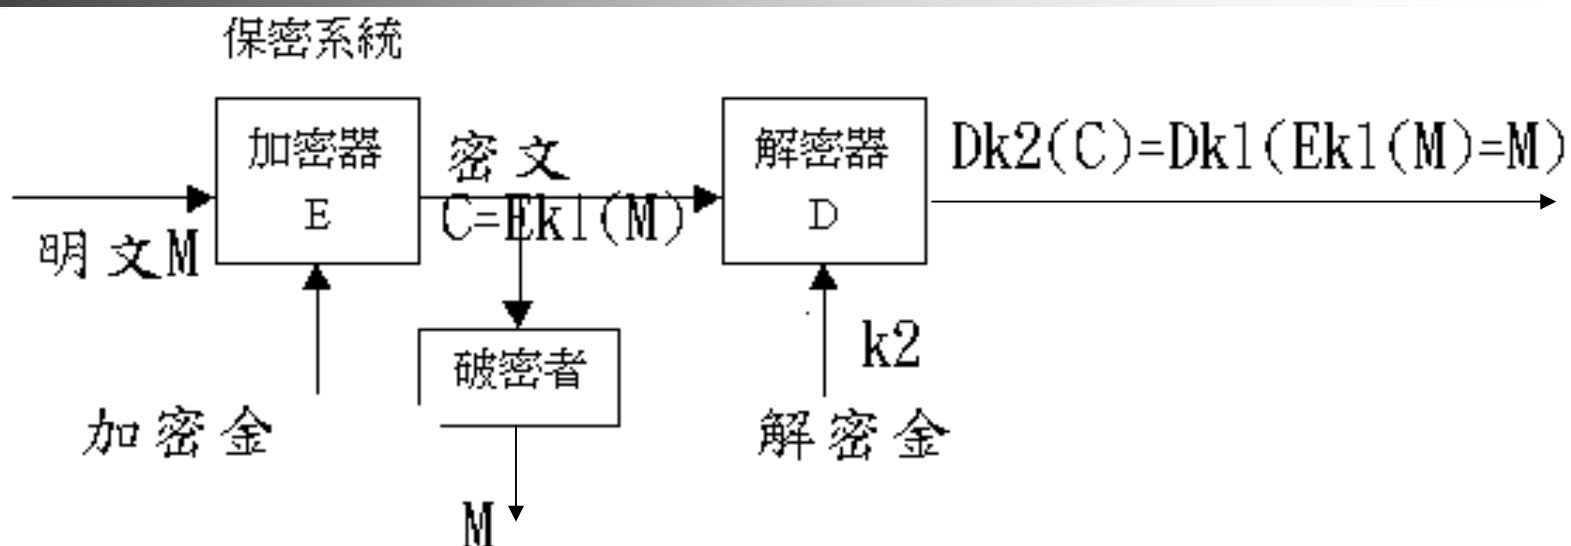 保密系統
加密器
E
密文
C=Ek1(M)
解密器
D
Dk2(C)=Dk1(Ek1(M)=M)
明文M
破密者
k2
加密金
解密金
M